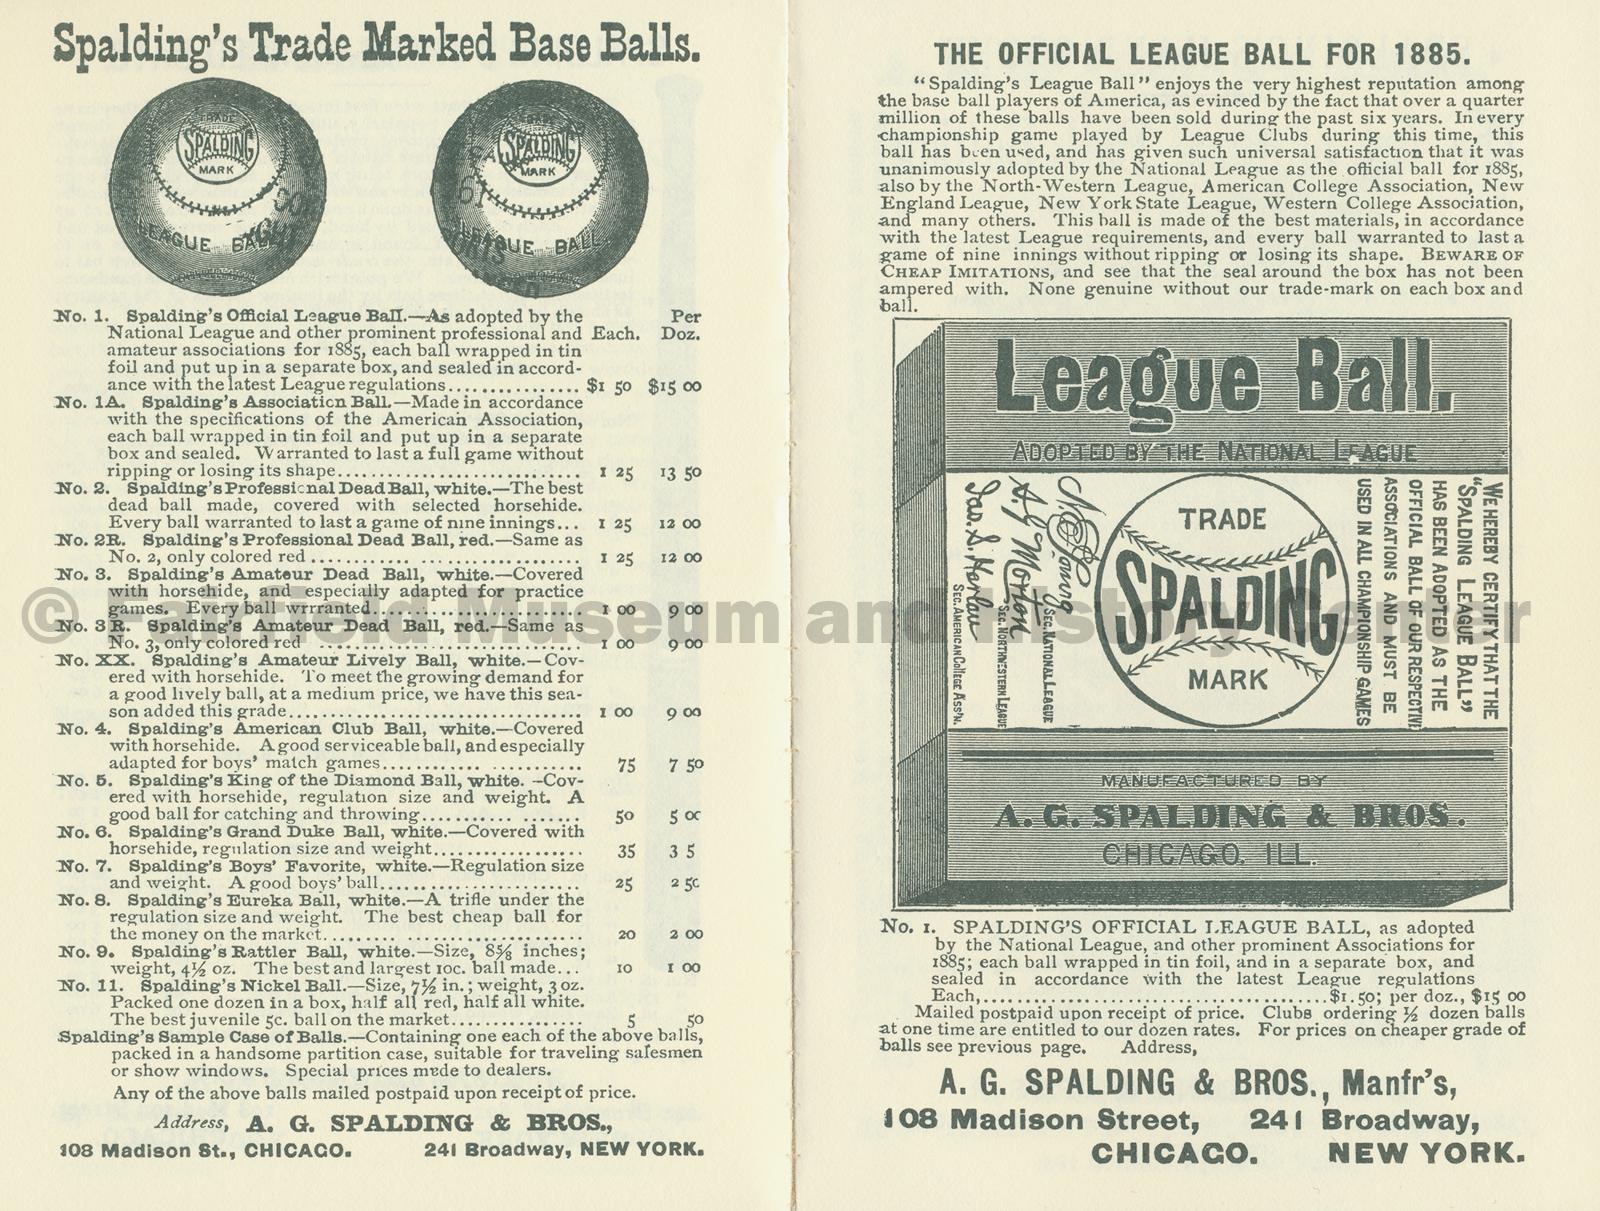 Spalding's Trade Marked Base Balls.
TRADE
SPALDING
MARK
LEAGUE BALL
SPALDING
MARK
LEAGUE BALL
Per
No. 1. Spalding's Official League Ball.—As adopted by the
National League and other prominent professional and Each. Doz.
amateur associations for 1885, each ball wrapped in tin
foil and put up in a separate box, and sealed in accord-
ance with the latest League regulations................ $1 50 $15 00
No. 1A. Spalding's Association Ball.—Made in accordance
with the specifications of the American Association,
each ball wrapped in tin foil and put up in a separate
box and sealed. Warranted to last a full game without
ripping or losing its shape.............................. 1 25 13 50
No. 2. Spalding's Professional Dead Ball, white.—The best
dead ball made, covered with selected horsehide.
Every ball warranted to last a game of nine innings... 1 25 12 00
No. 2R. Spalding's Professional Dead Ball, red.—Same as
No. 2, only colored red ............. .................. 1 25 12 00
No. 3. Spalding's Amateur Dead Ball, white.—Covered
with horsehide, and especially adapted for practice
games. Every ball wrrranted.......................... 1 00 9 00
No. 3R. Spalding's Amateur Dead Ball, red.—Same as
No. 3, only colored red ............................ 1 00 9 00
No. XX. Spalding's Amateur Lively Ball, white.—Cov-
ered with horsehide. To meet the growing demand for
a good lively ball, at a medium price, we have this sea-
son added this grade.................................... 1 00 9 00
No. 4. Spalding's American Club Ball, white.—Covered
with horsehide. A good serviceable ball, and especially
adapted for boys' match games............ ........... 75 7 50
No. 5. Spalding's King of the Diamond Ball, white. –Cov-
ered with horsehide, regulation size and weight. A
good ball for catching and throwing........... ....... 50 5 00
No. 6. Spalding's Grand Duke Ball, white.—Covered with
horsehide, regulation size and weight.................. 35 3 5
No. 7. Spalding's Boys' Favorite, white.—Regulation size
and weight. A good boys' ball......................... 25 2 50
No. 8. Spalding's Eureka Ball, white.—A trifle under the
regulation size and weight. The best cheap ball for
the money on the market......... ..................... 20 2 00
No. 9. Spalding's Rattler Ball, white.—Size, 8⅝ inches;
weight, 4½ oz. The best and largest 10c. ball made... 10 1 00
No. 11. Spalding's Nickel Ball.—Size, 7½ in.; weight, 3 oz.
Packed one dozen in a box, half all red, half all white.
The best juvenile 5c. ball on the market................ 5 50
Spalding's Sample Case of Balls.—Containing one each of the above balls,
packed in a handsome partition case, suitable for traveling salesmen
or show windows. Special prices made to dealers.
Any of the above balls mailed postpaid upon receipt of price.
Address, A. G. SPALDING & BROS.,
108 Madison St., CHICAGO. 241 Broadway, NEW YORK.
THE OFFICIAL LEAGUE BALL FOR 1885.
"Spalding's League Ball" enjoys the very highest reputation among
the base ball players of America, as evinced by the fact that over a quarter
million of these balls have been sold during the past six years. In every
championship game played by League Clubs during this time, this
ball has been used, and has given such universal satisfaction that it was
unanimously adopted by the National League as the official ball for 1885,
also by the North-Western League, American College Association, New
England League, New York State League, Western College Association,
and many others. This ball is made of the best materials, in accordance
with the latest League requirements, and every ball warranted to last a
game of nine innings without ripping or losing its shape. BEWARE OF
CHEAP IMITATIONS, and see that the seal around the box has not been
ampered with. None genuine without our trade-mark on each box and
ball.
League Ball.
ADOPTED BY THE NATIONAL LEAGUE
WE HEREBY CERTIFY THAT THE
"SPALDING LEAGUE BALL"
HAS BEEN ADOPTED AS THE
OFFICIAL BALL OF OUR RESPECTIVE
ASSOCIATIONS AND MUST BE
USED IN ALL CHAMPIONSHIP GAMES
TRADE
SPALDING
MARK
N. E. Young
SEC. NATIONAL LEAGUE
S. G. Morton
SEC. NORTHWESTERN LEAGUE
Jas. S. Harlan
SEC. AMERICAN COLLEGE ASS'N.
MANUFACTURED BY
A. G. SPALDING & BROS.
CHICAGO. ILL.
No. 1. SPALDING'S OFFICIAL LEAGUE BALL, as adopted
by the National League, and other prominent Associations for
1885; each ball wrapped in tin foil, and in a separate box, and
sealed in accordance with the latest League regulations
Each,..........................................$1.50; per doz., $15 00
Mailed postpaid upon receipt of price. Clubs ordering ½ dozen balls
at one time are entitled to our dozen rates. For prices on cheaper grade of
balls see previous page. Address,
A. G. SPALDING & BROS., Manfr's,
108 Madison Street, 241 Broadway,
CHICAGO. NEW YORK.
© Fairfield Museum and History Center